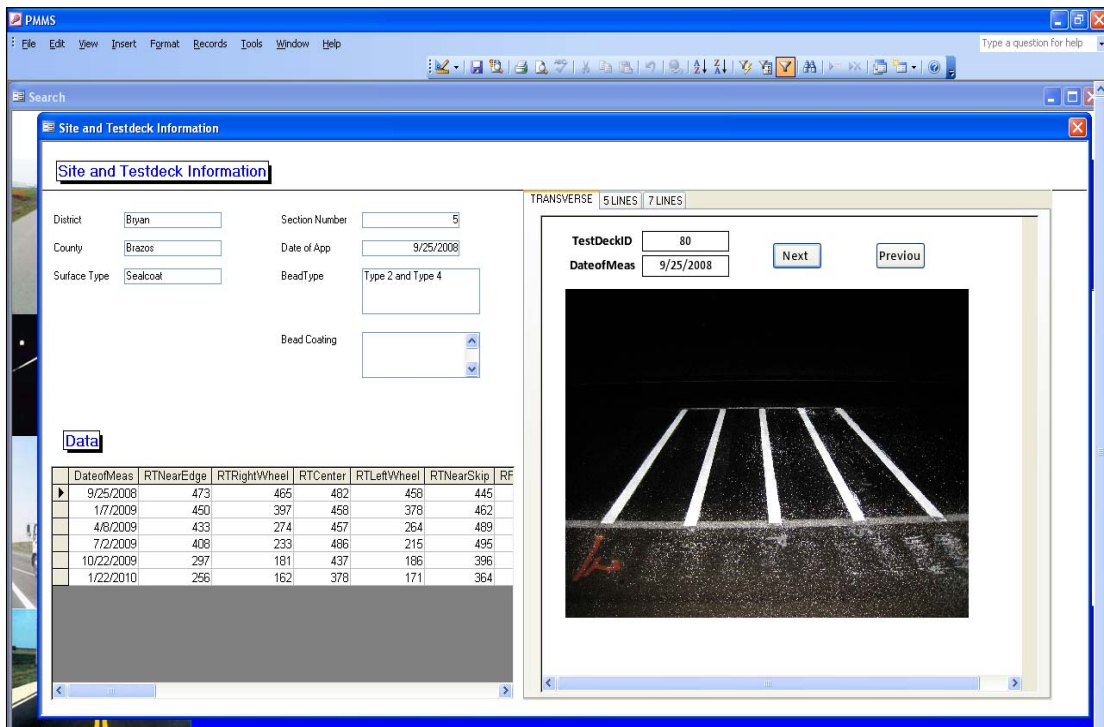 PMMS
File Edit View Insert Format Records Tools Window Help
Type a question for help
Search
Site and Testdeck Information
Site and Testdeck Information
District Bryan
County Brazos
Surface Type Sealcoat
Section Number 5
Date of App 9/25/2008
BeadType Type 2 and Type 4
Bead Coating
Data
DateofMeas RTNearEdge RTRightWheel RTCenter RTLeftWheel RTNearSkip RF
9/25/2008 473 465 482 458 445
1/7/2009 450 397 458 378 462
4/8/2009 433 274 457 264 489
7/2/2009 408 233 486 215 495
10/22/2009 297 181 437 186 396
1/22/2010 256 162 378 171 364
TRANSVERSE 5 LINES 7 LINES
TestDeckID 80
DateofMeas 9/25/2008
Next Previou